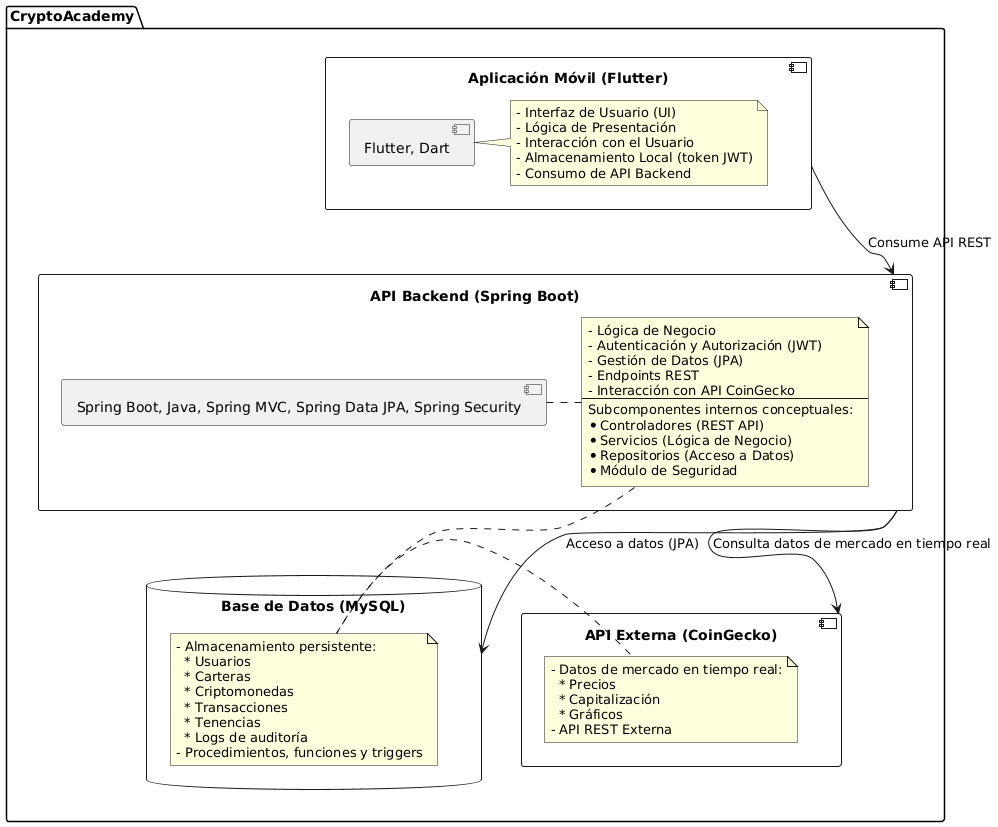 CryptoAcademy
Aplicación Móvil (Flutter)
Flutter, Dart
- Interfaz de Usuario (UI)
- Lógica de Presentación
- Interacción con el Usuario
- Almacenamiento Local (token JWT)
- Consumo de API Backend
Consume API REST
API Backend (Spring Boot)
Spring Boot, Java, Spring MVC, Spring Data JPA, Spring Security
- Lógica de Negocio
- Autenticación y Autorización (JWT)
- Gestión de Datos (JPA)
- Endpoints REST
- Interacción con API CoinGecko
Subcomponentes internos conceptuales:
• Controladores (REST API)
• Servicios (Lógica de Negocio)
• Repositorios (Acceso a Datos)
• Módulo de Seguridad
Acceso a datos (JPA)
Consulta datos de mercado en tiempo real
Base de Datos (MySQL)
- Almacenamiento persistente:
* Usuarios
* Carteras
* Criptomonedas
* Transacciones
* Tenencias
* Logs de auditoría
- Procedimientos, funciones y triggers
API Externa (CoinGecko)
- Datos de mercado en tiempo real:
* Precios
* Capitalización
* Gráficos
- API REST Externa